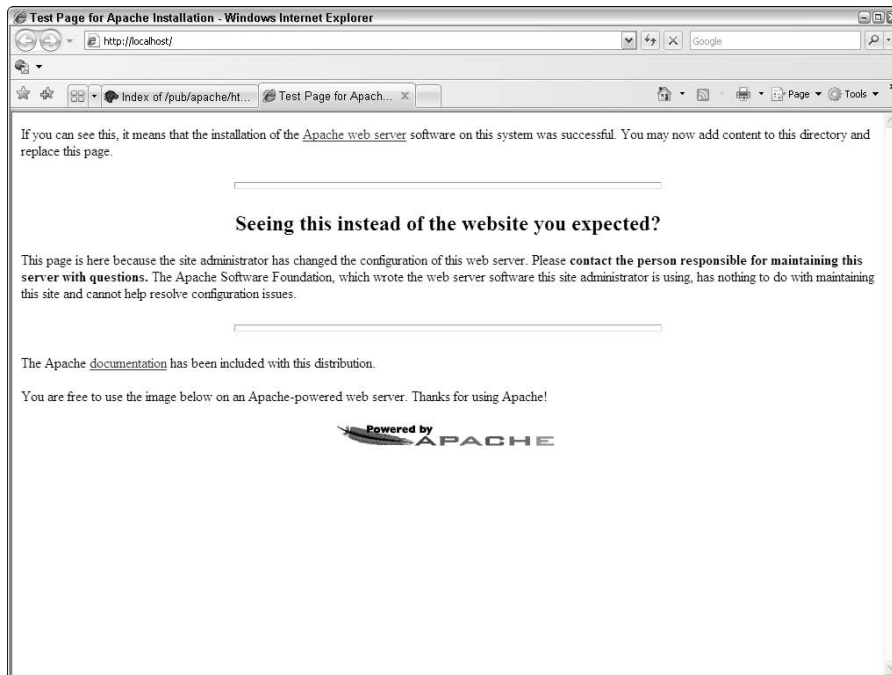 Test Page for Apache Installation - Windows Internet Explorer
http://localhost/
Google
Index of /pub/apache/ht...
Test Page for Apach...
Page
Tools
If you can see this, it means that the installation of the Apache web server software on this system was successful. You may now add content to this directory and
replace this page.
Seeing this instead of the website you expected?
This page is here because the site administrator has changed the configuration of this web server. Please contact the person responsible for maintaining this
server with questions. The Apache Software Foundation, which wrote the web server software this site administrator is using, has nothing to do with maintaining
this site and cannot help resolve configuration issues.
The Apache documentation has been included with this distribution.
You are free to use the image below on an Apache-powered web server. Thanks for using Apache!
Powered by
APACHE